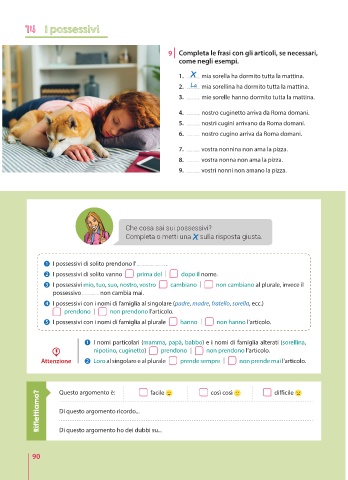 14 I possessivi
9 Completa le frasi con gli articoli, se necessari,
come negli esempi.
1. X mia sorella ha dormito tutta la mattina.
2. La mia sorellina ha dormito tutta la mattina.
3. ........ mie sorelle hanno dormito tutta la mattina.
4. ........ nostro cuginetto arriva da Roma domani.
5. ........ nostri cugini arrivano da Roma domani.
6. ........ nostro cugino arriva da Roma domani.
7. ........ vostra nonnina non ama la pizza.
8. ........ vostra nonna non ama la pizza.
9. ........ vostri nonni non amano la pizza.
Che cosa sai sui possessivi?
Completa o metti una X sulla risposta giusta.
1 I possessivi di solito prendono l'....................
2 I possessivi di solito vanno prima del | dopo il nome.
3 I possessivi mio, tuo, suo, nostro, vostro cambiano | non cambiano al plurale, invece il
possessivo .......... non cambia mai.
4 I possessivi con i nomi di famiglia al singolare (padre, madre, fratello, sorella, ecc.)
prendono | non prendono l'articolo.
5 I possessivi con i nomi di famiglia al plurale hanno | non hanno l'articolo.
Attenzione
1 I nomi particolari (mamma, papà, babbo) e i nomi di famiglia alterati (sorellina,
nipotino, cuginetto) prendono | non prendono l'articolo.
2 Loro al singolare e al plurale prende sempre | non prende mai l'articolo.
Riflettiamo?
Questo argomento è: facile così così difficile
Di questo argomento ricordo...
Di questo argomento ho dei dubbi su...
90